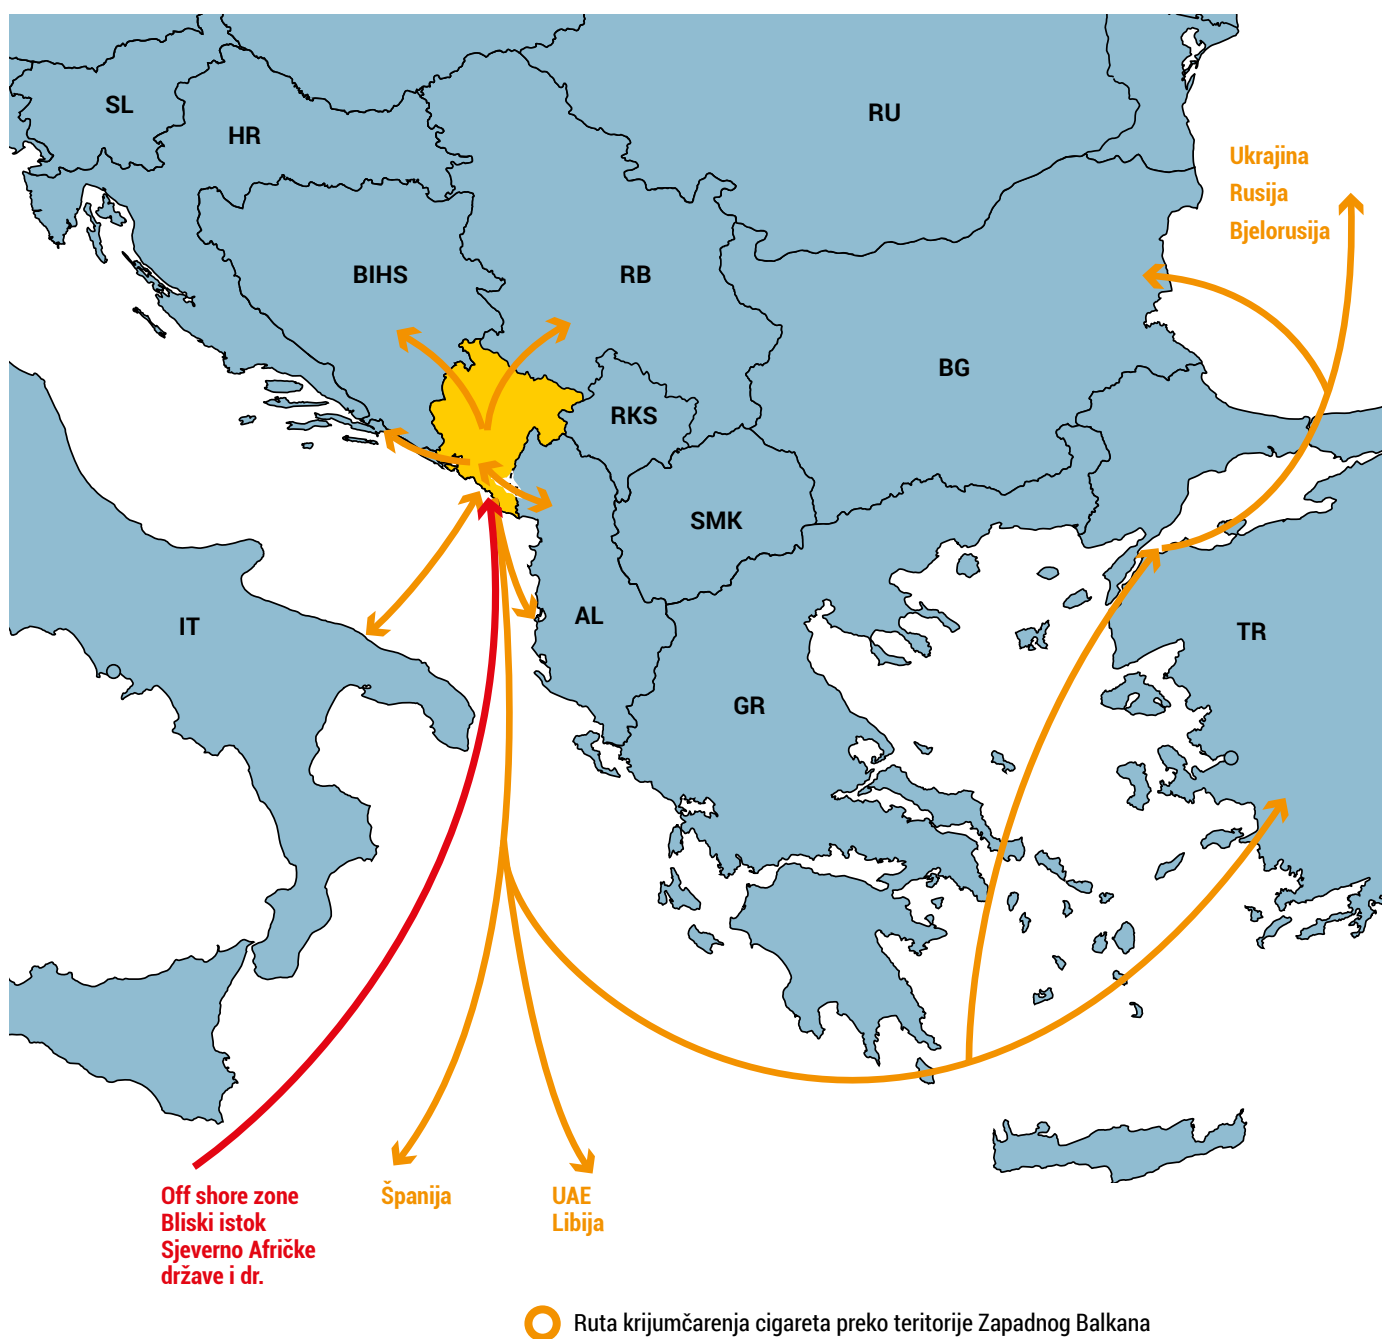 SL
HR
RU
Ukrajina
Rusija
Bjelorusija
BIHS
RB
BG
RKS
SMK
IT
AL
TR
GR
Off shore zone
Bliski istok
Sjeverno Afričke
države i dr.
Španija
UAE
Libija
Ruta krijumčarenja cigareta preko teritorije Zapadnog Balkana